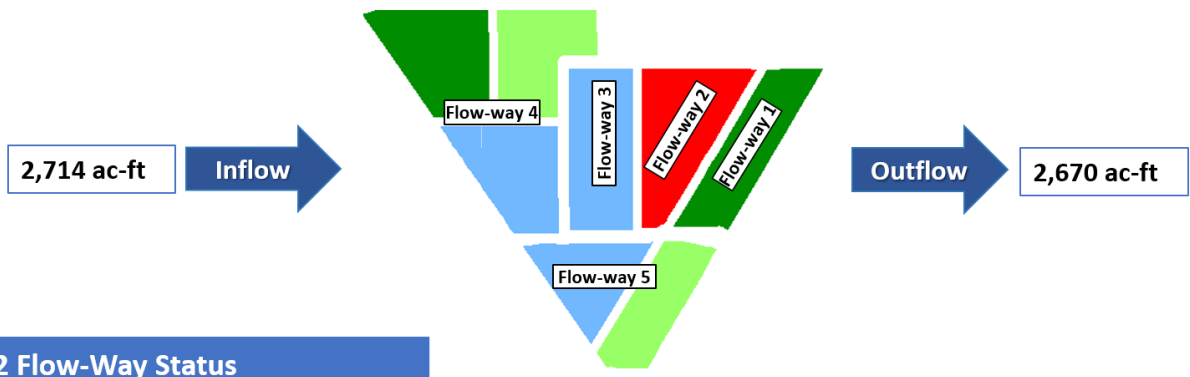 Flow-way 4
Flow-way 3
Flow-way 2
Flow-way 1
2,714 ac-ft
Inflow
Outflow
2,670 ac-ft
Flow-way 5
2 Flow-Way Status